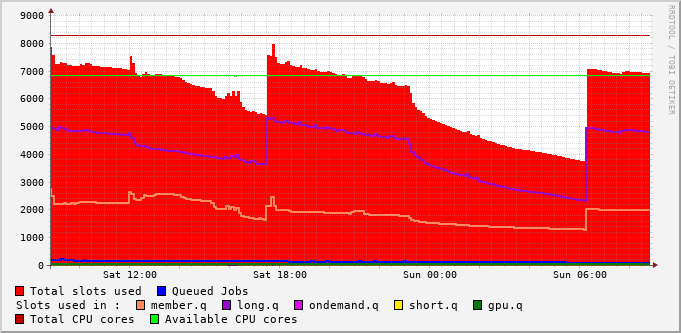 9000
8000
7000
6000
5000
4000
3000
2000
1000
0
Sat 12:00 Sat 18:00 Sun 00:00 Sun 06:00
RRDTOOL / TOBI OETIKER
Total slots used Queued Jobs
Slots used in : member.q long.q ondemand.q short.q gpu.q
Total CPU cores Available CPU cores